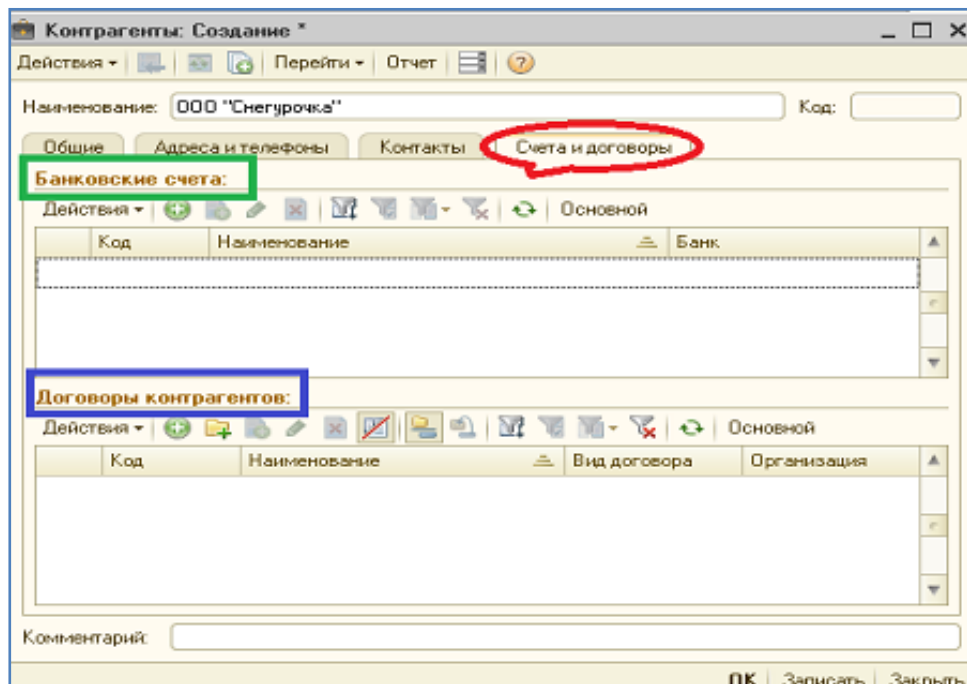 Контрагенты: Создание *
Действия Перейти Отчет
Наименование: ООО "Снегурочка" Код:
Общие Адреса и телефоны Контакты Счета и договоры
Банковские счета:
Действия Основной
Код Наименование Банк
Договоры контрагентов:
Действия Основной
Код Наименование Вид договора Организация
Комментарий:
OK Записать Закрыть